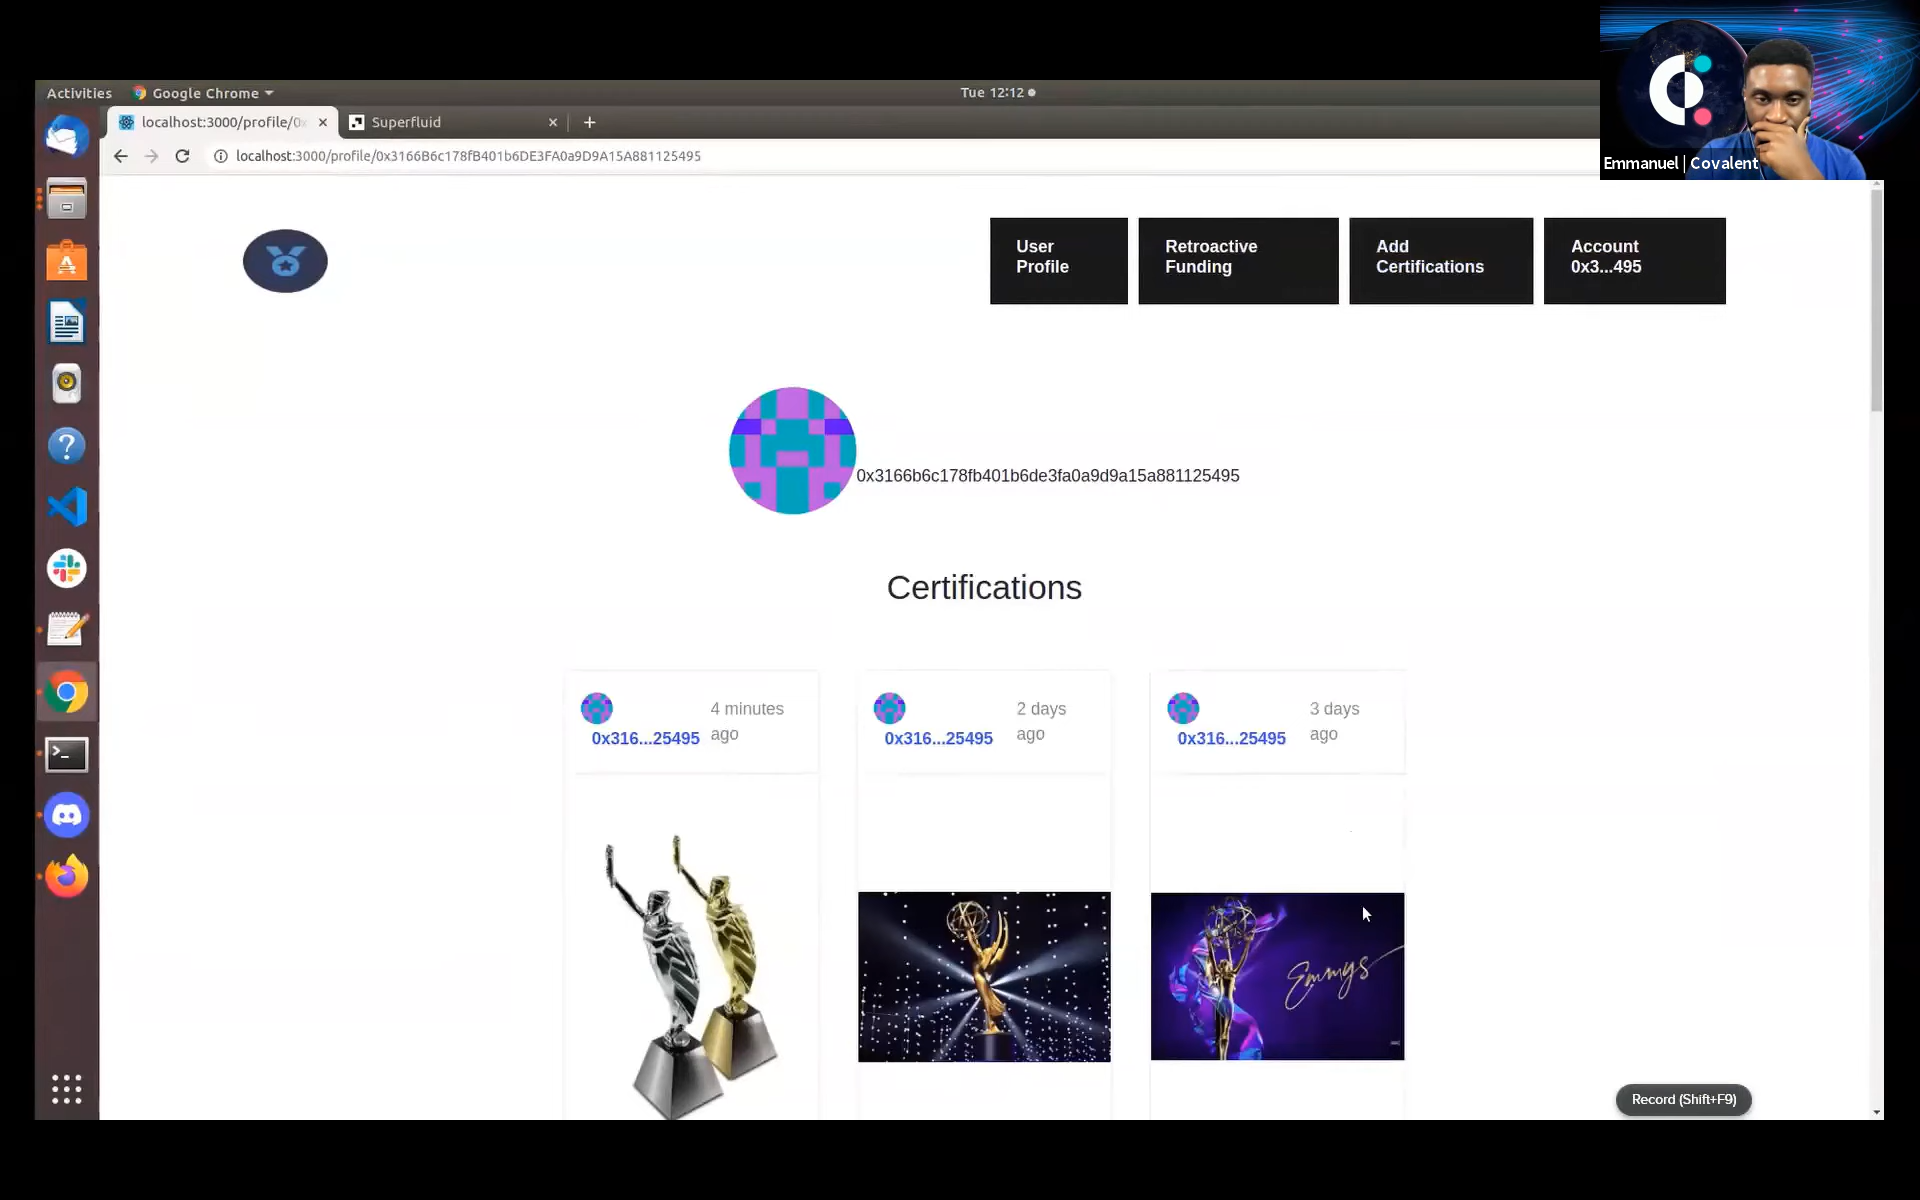 Activities
Google Chrome
Tue 12:12
localhost:3000/profile/0x
Superfluid
localhost:3000/profile/0x3166B6c178fB401b6DE3FA0a9D9A15A881125495
Emmanuel | Covalent
User
Profile
Retroactive
Funding
Add
Certifications
Account
0x3...495
0x3166b6c178fb401b6de3fa0a9d9a15a881125495
Certifications
4 minutes
ago
0x316...25495
2 days
ago
0x316...25495
3 days
ago
0x316...25495
Emmys
Record (Shift+F9)